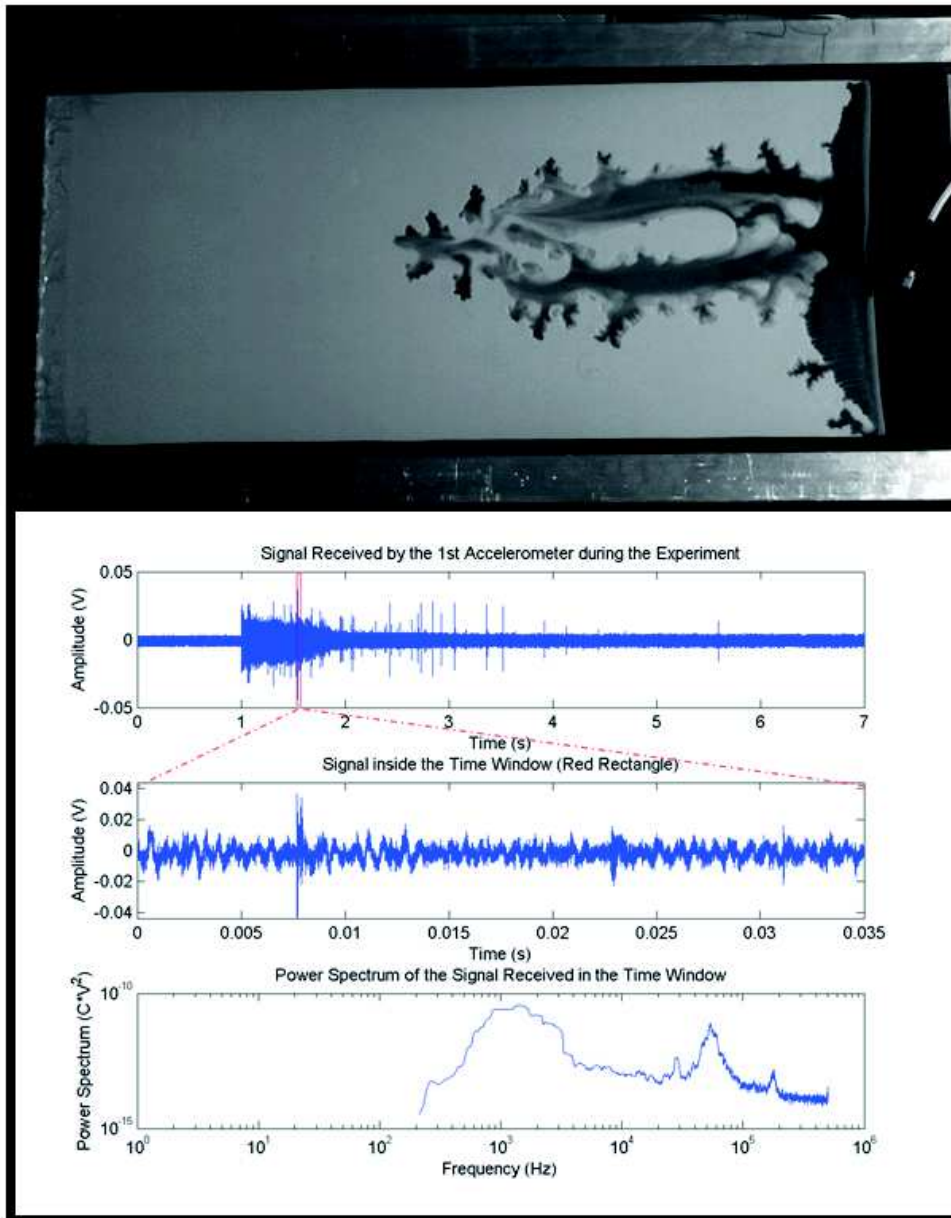 Signal Received by the 1st Accelerometer during the Experiment
0.05
0
-0.05
Amplitude (V)
0 1 2 3 4 5 6 7
Time (s)
Signal inside the Time Window (Red Rectangle)
0.04
0.02
0
-0.02
-0.04
Amplitude (V)
0 0.005 0.01 0.015 0.02 0.025 0.03 0.035
Time (s)
Power Spectrum of the Signal Received in the Time Window
10^-10
10^-15
Power Spectrum (C*V^2)
10^0 10^1 10^2 10^3 10^4 10^5 10^6
Frequency (Hz)